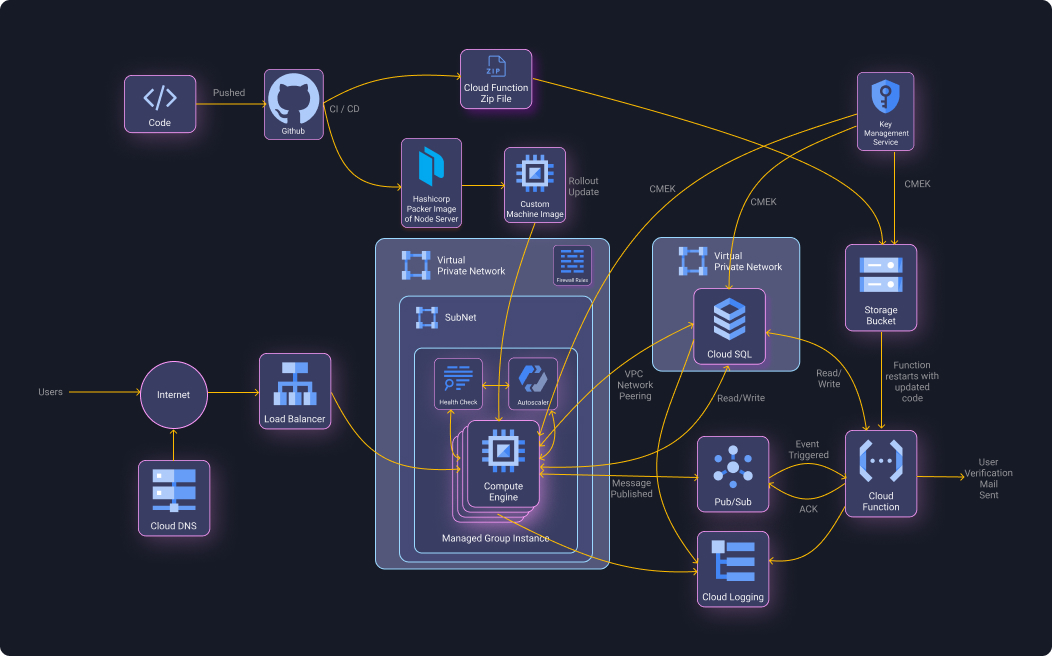 ZIP
Cloud Function
Zip File
Code
Pushed
Github
CI / CD
Key
Management
Service
Hashicorp
Packer Image
of Node Server
Custom
Machine Image
Rollout
Update
CMEK
CMEK
CMEK
Virtual
Private Network
Firewall Rules
Virtual
Private Network
SubNet
Storage
Bucket
Cloud SQL
Users
Internet
Load Balancer
Health Check
Autoscaler
VPC
Network
Peering
Read/Write
Read/
Write
Function
restarts with
updated
code
Compute
Engine
Managed Group Instance
Message
Published
Pub/Sub
Event
Triggered
ACK
Cloud
Function
User
Verification
Mail
Sent
Cloud DNS
Cloud Logging